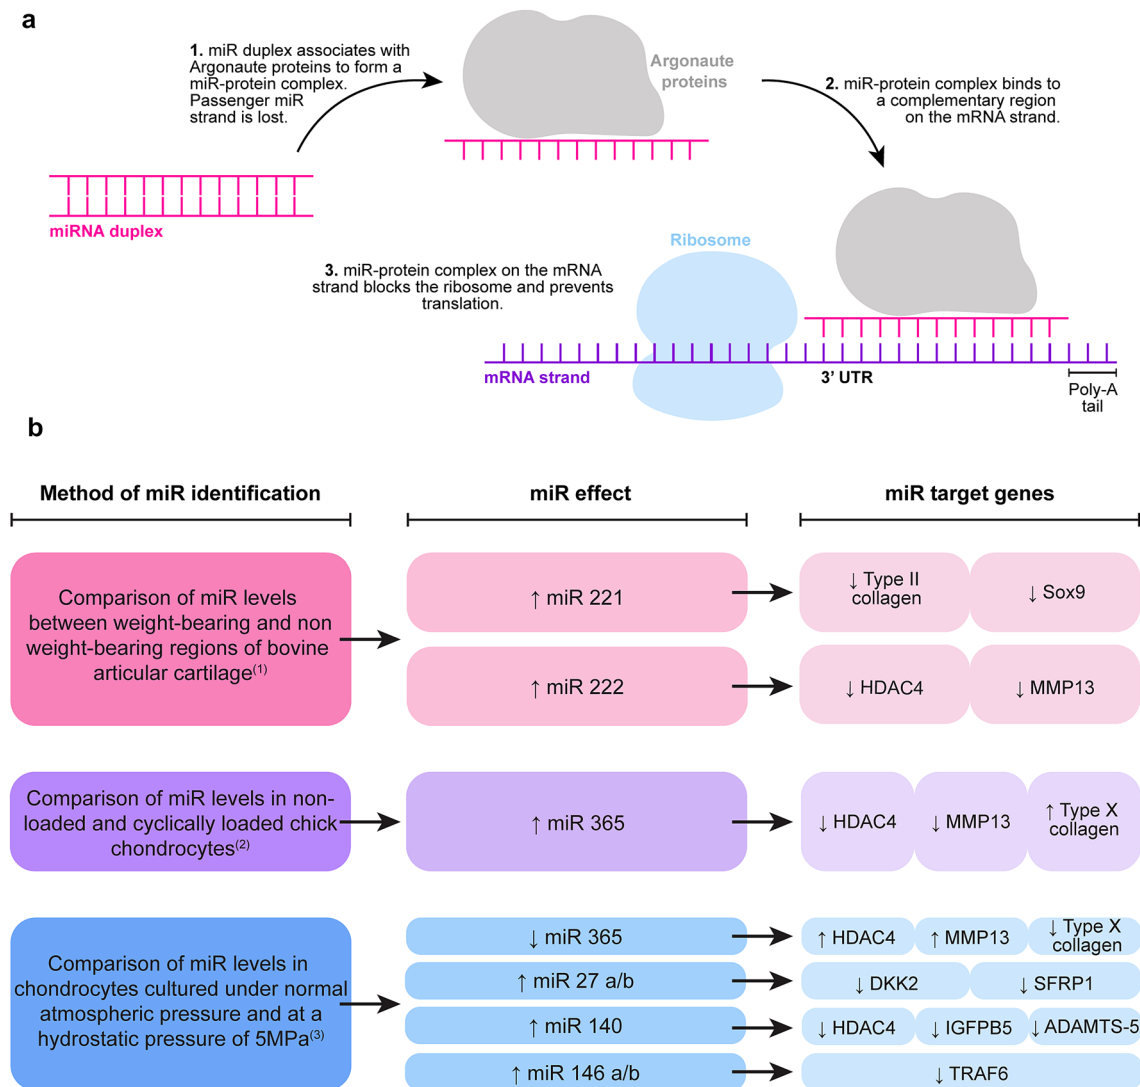 a
1. miR duplex associates with
Argonaute proteins to form a
miR-protein complex.
Passenger miR
strand is lost.
Argonaute
proteins
2. miR-protein complex binds to
a complementary region
on the mRNA strand.
miRNA duplex
Ribosome
3. miR-protein complex on the mRNA
strand blocks the ribosome and prevents
translation.
mRNA strand
3’ UTR
Poly-A
tail
b
Method of miR identification
miR effect
miR target genes
Comparison of miR levels
between weight-bearing and non
weight-bearing regions of bovine
articular cartilage(1)
↑ miR 221
↓ Type II
collagen
↓ Sox9
↑ miR 222
↓ HDAC4
↓ MMP13
Comparison of miR levels in non-
loaded and cyclically loaded chick
chondrocytes(2)
↑ miR 365
↓ HDAC4
↓ MMP13
↑ Type X
collagen
Comparison of miR levels in
chondrocytes cultured under normal
atmospheric pressure and at a
hydrostatic pressure of 5MPa(3)
↓ miR 365
↑ HDAC4
↑ MMP13
↓ Type X
collagen
↑ miR 27 a/b
↓ DKK2
↓ SFRP1
↑ miR 140
↓ HDAC4
↓ IGFPB5
↓ ADAMTS-5
↑ miR 146 a/b
↓ TRAF6